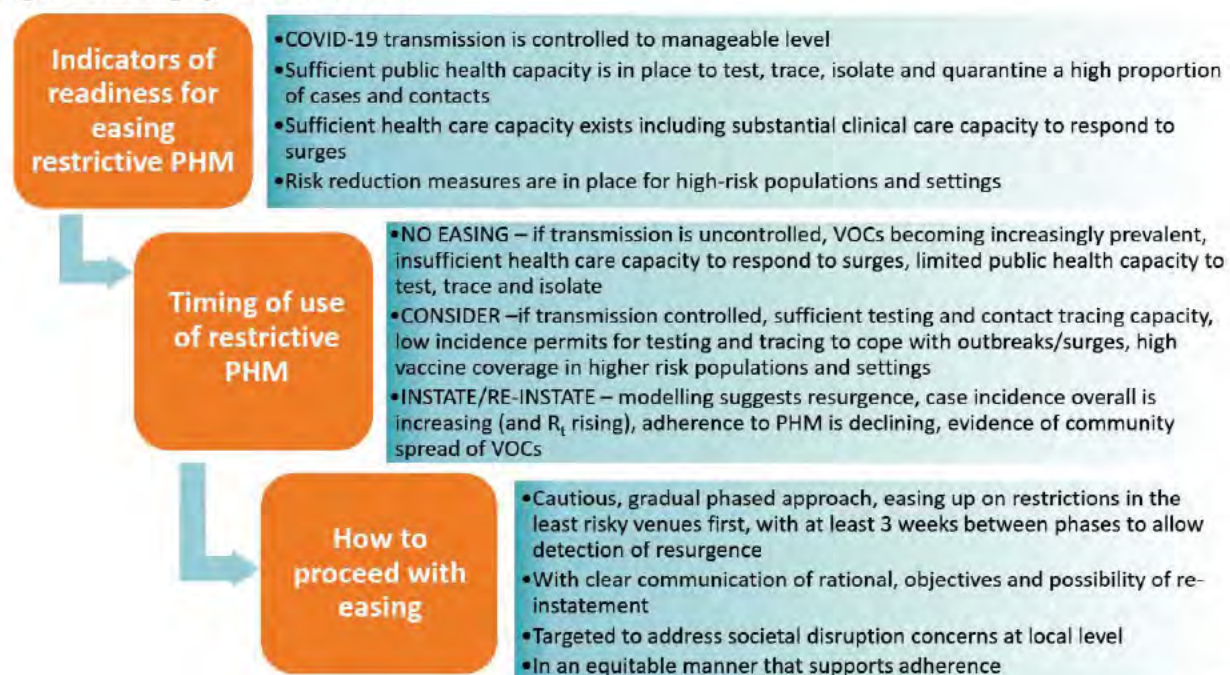 Indicators of
readiness for
easing
restrictive PHM
•COVID-19 transmission is controlled to manageable level
•Sufficient public health capacity is in place to test, trace, isolate and quarantine a high proportion
of cases and contacts
•Sufficient health care capacity exists including substantial clinical care capacity to respond to
surges
•Risk reduction measures are in place for high-risk populations and settings
Timing of use
of restrictive
PHM
•NO EASING – if transmission is uncontrolled, VOCs becoming increasingly prevalent,
insufficient health care capacity to respond to surges, limited public health capacity to
test, trace and isolate
•CONSIDER –if transmission controlled, sufficient testing and contact tracing capacity,
low incidence permits for testing and tracing to cope with outbreaks/surges, high
vaccine coverage in higher risk populations and settings
•INSTATE/RE-INSTATE – modelling suggests resurgence, case incidence overall is
increasing (and Rt rising), adherence to PHM is declining, evidence of community
spread of VOCs
How to
proceed with
easing
•Cautious, gradual phased approach, easing up on restrictions in the
least risky venues first, with at least 3 weeks between phases to allow
detection of resurgence
•With clear communication of rational, objectives and possibility of re-
instatement
•Targeted to address societal disruption concerns at local level
•In an equitable manner that supports adherence